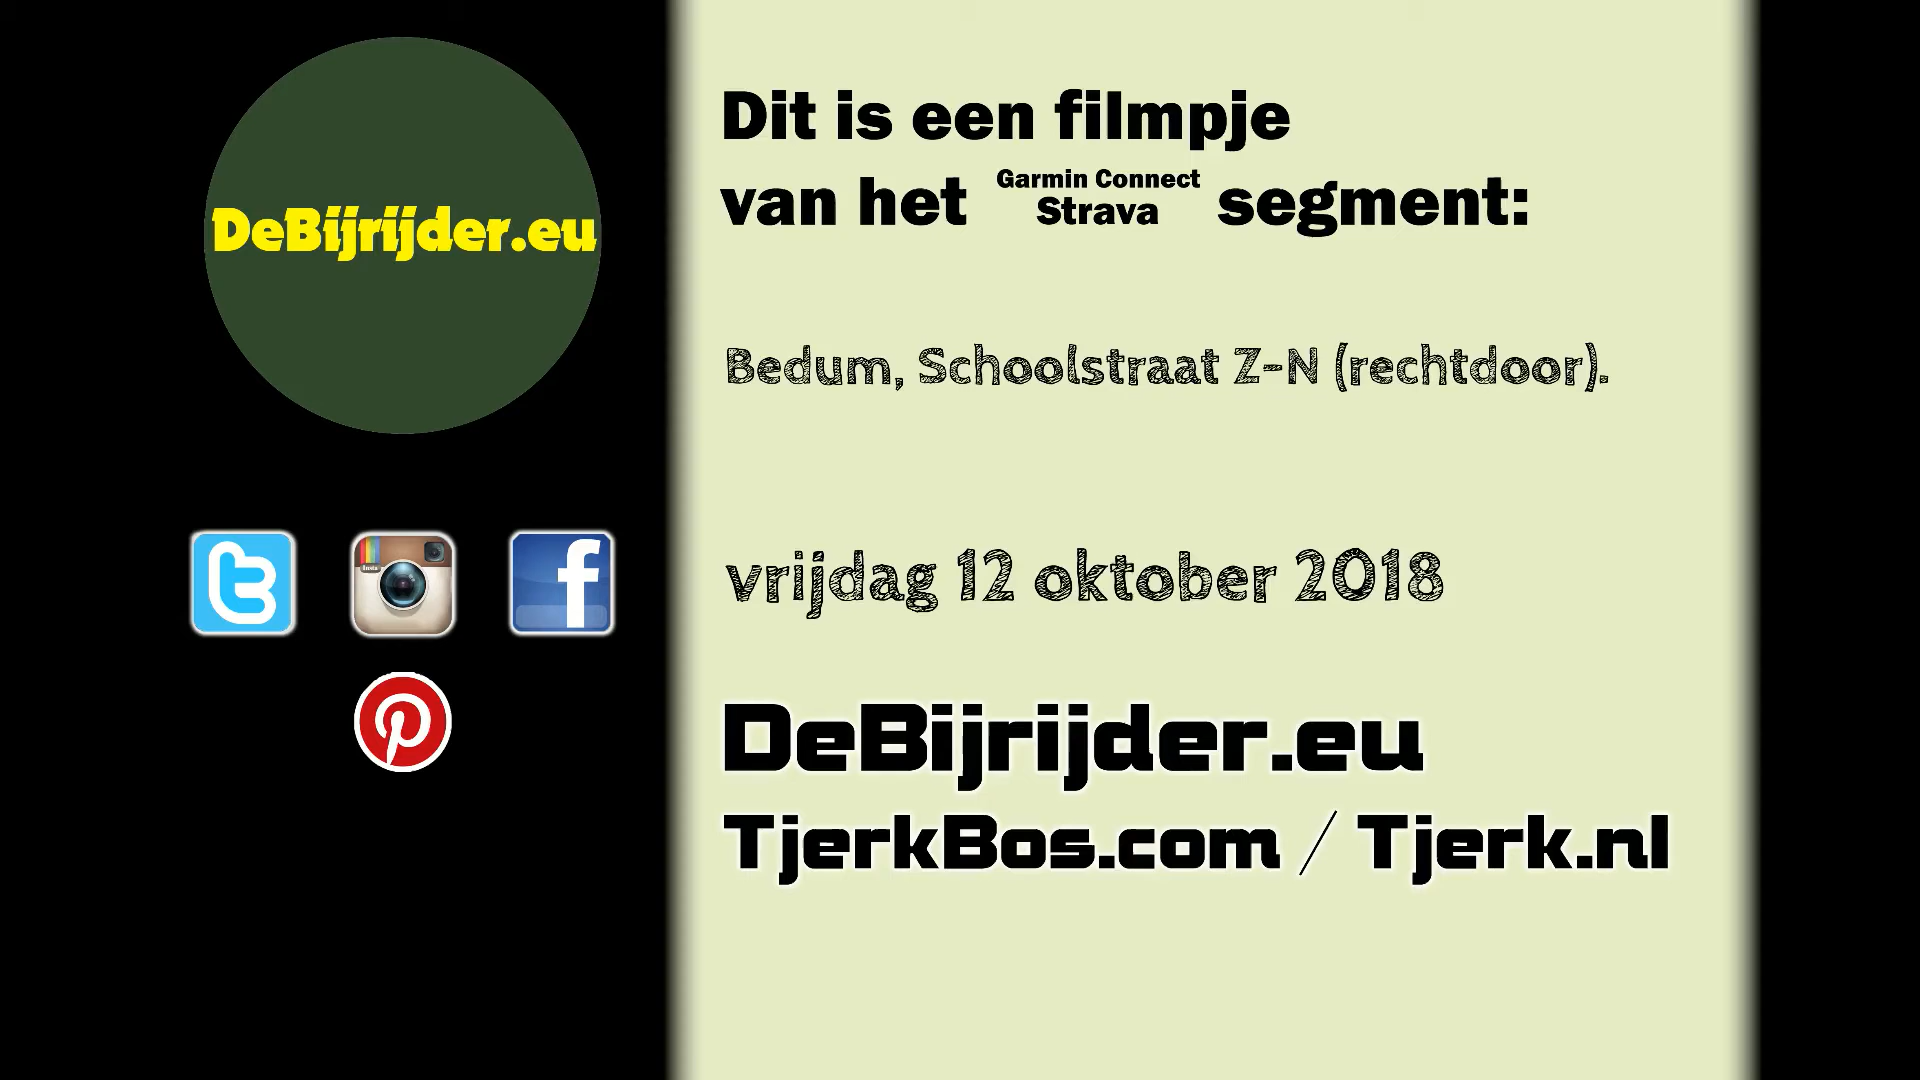 DeBijrijder.eu
Dit is een filmpje
van het Garmin Connect Strava segment:
Bedum, Schoolstraat Z-N (rechtdoor).
vrijdag 12 oktober 2018
DeBijrijder.eu
TjerkBos.com / Tjerk.nl
Insta